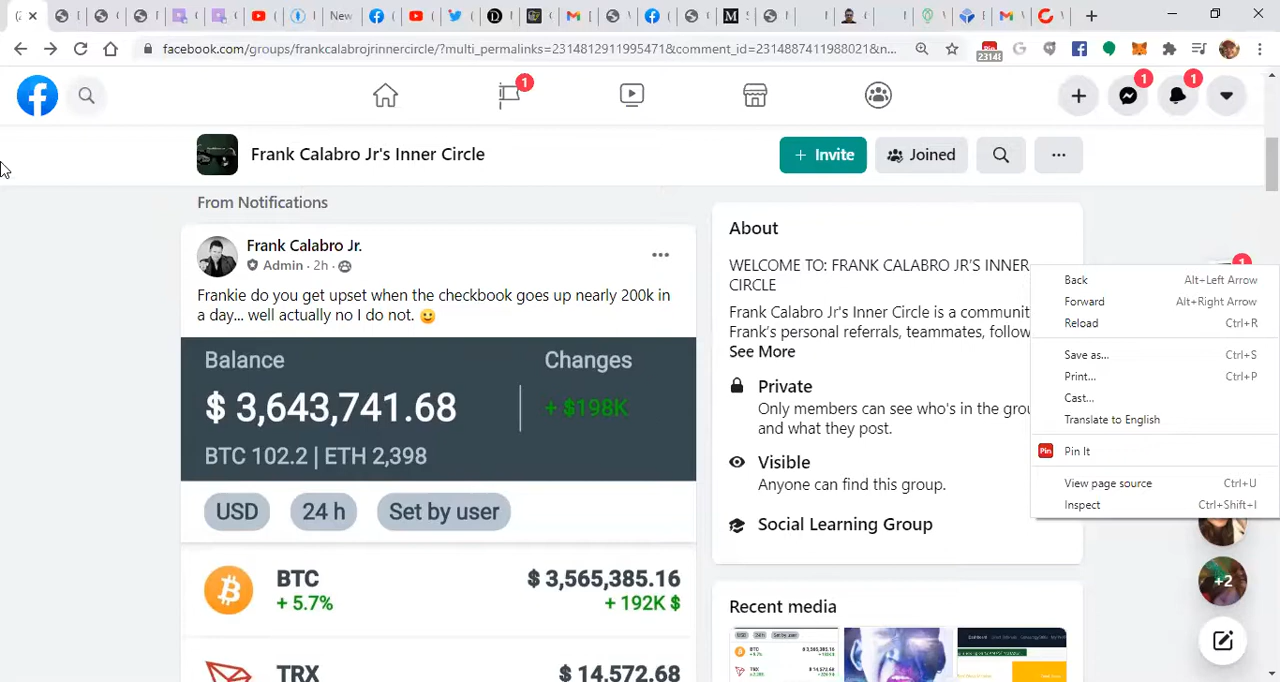 New
facebook.com/groups/frankcalabrojrinnercircle/?multi_permalinks=2314812911995471&comment_id=2314887411988021&n...
23148
1
1
1
Frank Calabro Jr's Inner Circle
+ Invite
Joined
From Notifications
Frank Calabro Jr.
Admin · 2h ·
Frankie do you get upset when the checkbook goes up nearly 200k in
a day... well actually no I do not. 😉
Balance
Changes
$ 3,643,741.68
+ $198K
BTC 102.2 | ETH 2,398
USD
24 h
Set by user
BTC
$ 3,565,385.16
+ 5.7%
+ 192K $
TRX
$ 14,572.68
About
WELCOME TO: FRANK CALABRO JR'S INNER
CIRCLE
Frank Calabro Jr's Inner Circle is a communit
Frank's personal referrals, teammates, follow
See More
Private
Only members can see who's in the grou
and what they post.
Visible
Anyone can find this group.
Social Learning Group
Recent media
1
Back Alt+Left Arrow
Forward Alt+Right Arrow
Reload Ctrl+R
Save as... Ctrl+S
Print... Ctrl+P
Cast...
Translate to English
Pin It
View page source Ctrl+U
Inspect Ctrl+Shift+I
+2